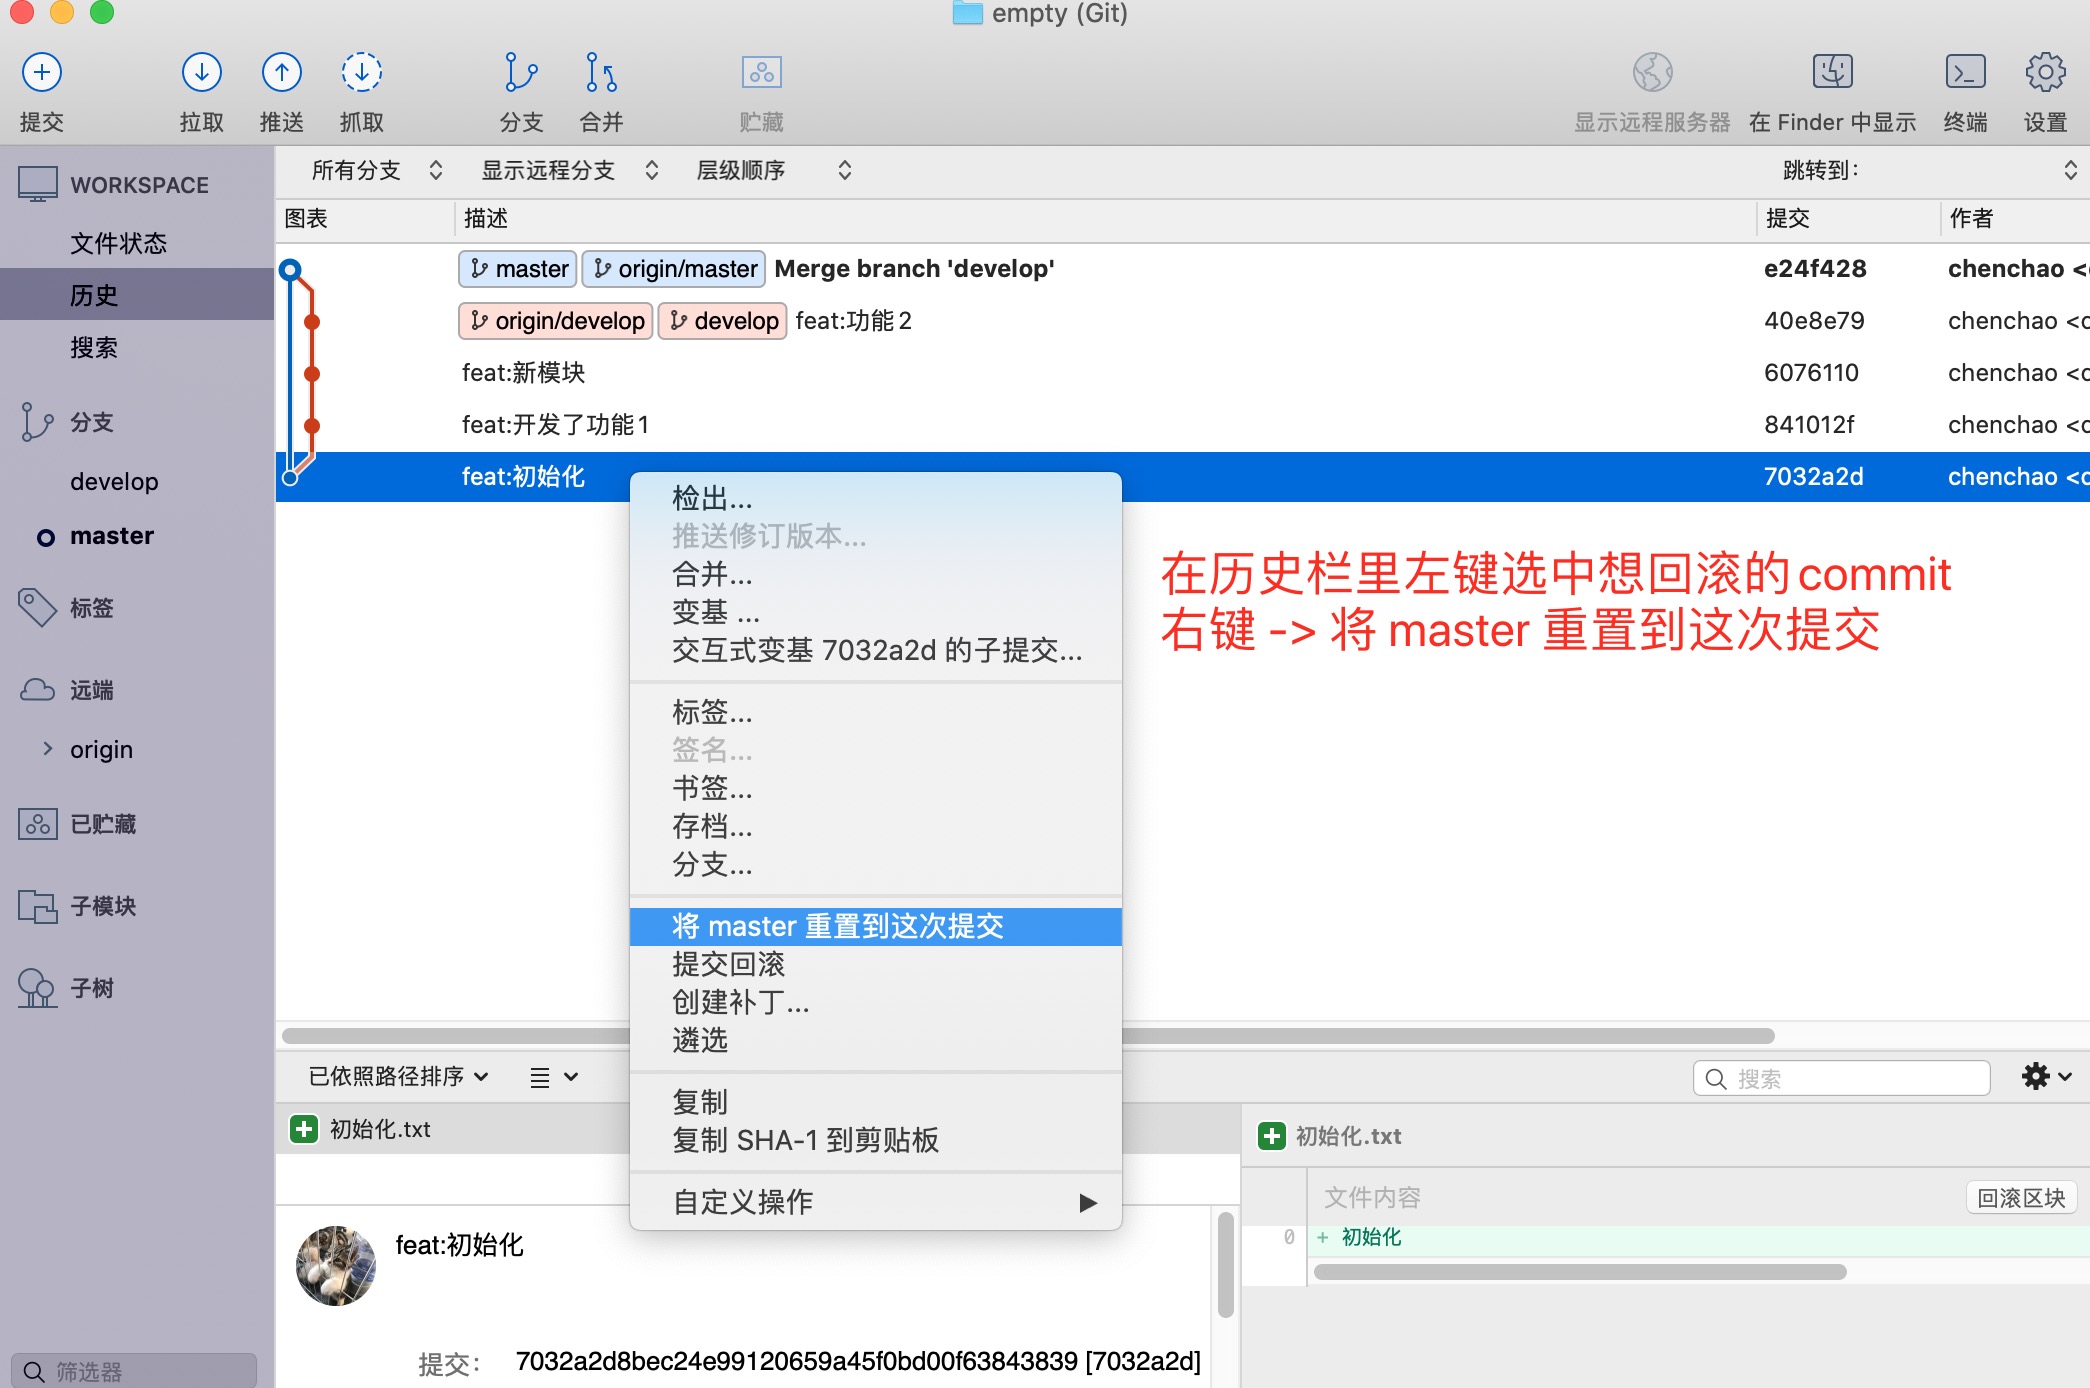 empty (Git)
提交
拉取
推送
抓取
分支
合并
贮藏
显示远程服务器
在 Finder 中显示
终端
设置
WORKSPACE
文件状态
历史
搜索
分支
develop
master
标签
远端
origin
已贮藏
子模块
子树
筛选器
所有分支
显示远程分支
层级顺序
跳转到:
图表 描述 提交 作者
master origin/master Merge branch 'develop' e24f428 chenchao <
origin/develop develop feat:功能2 40e8e79 chenchao <c
feat:新模块 6076110 chenchao <c
feat:开发了功能1 841012f chenchao <c
feat:初始化 7032a2d chenchao <c
检出...
推送修订版本...
合并...
变基 ...
交互式变基 7032a2d 的子提交...
标签...
签名...
书签...
存档...
分支...
将 master 重置到这次提交
提交回滚
创建补丁...
遴选
复制
复制 SHA-1 到剪贴板
自定义操作
在历史栏里左键选中想回滚的commit
右键 -> 将 master 重置到这次提交
已依照路径排序
搜索
初始化.txt
feat:初始化
提交: 7032a2d8bec24e99120659a45f0bd00f63843839 [7032a2d]
初始化.txt
文件内容
回滚区块
0 + 初始化